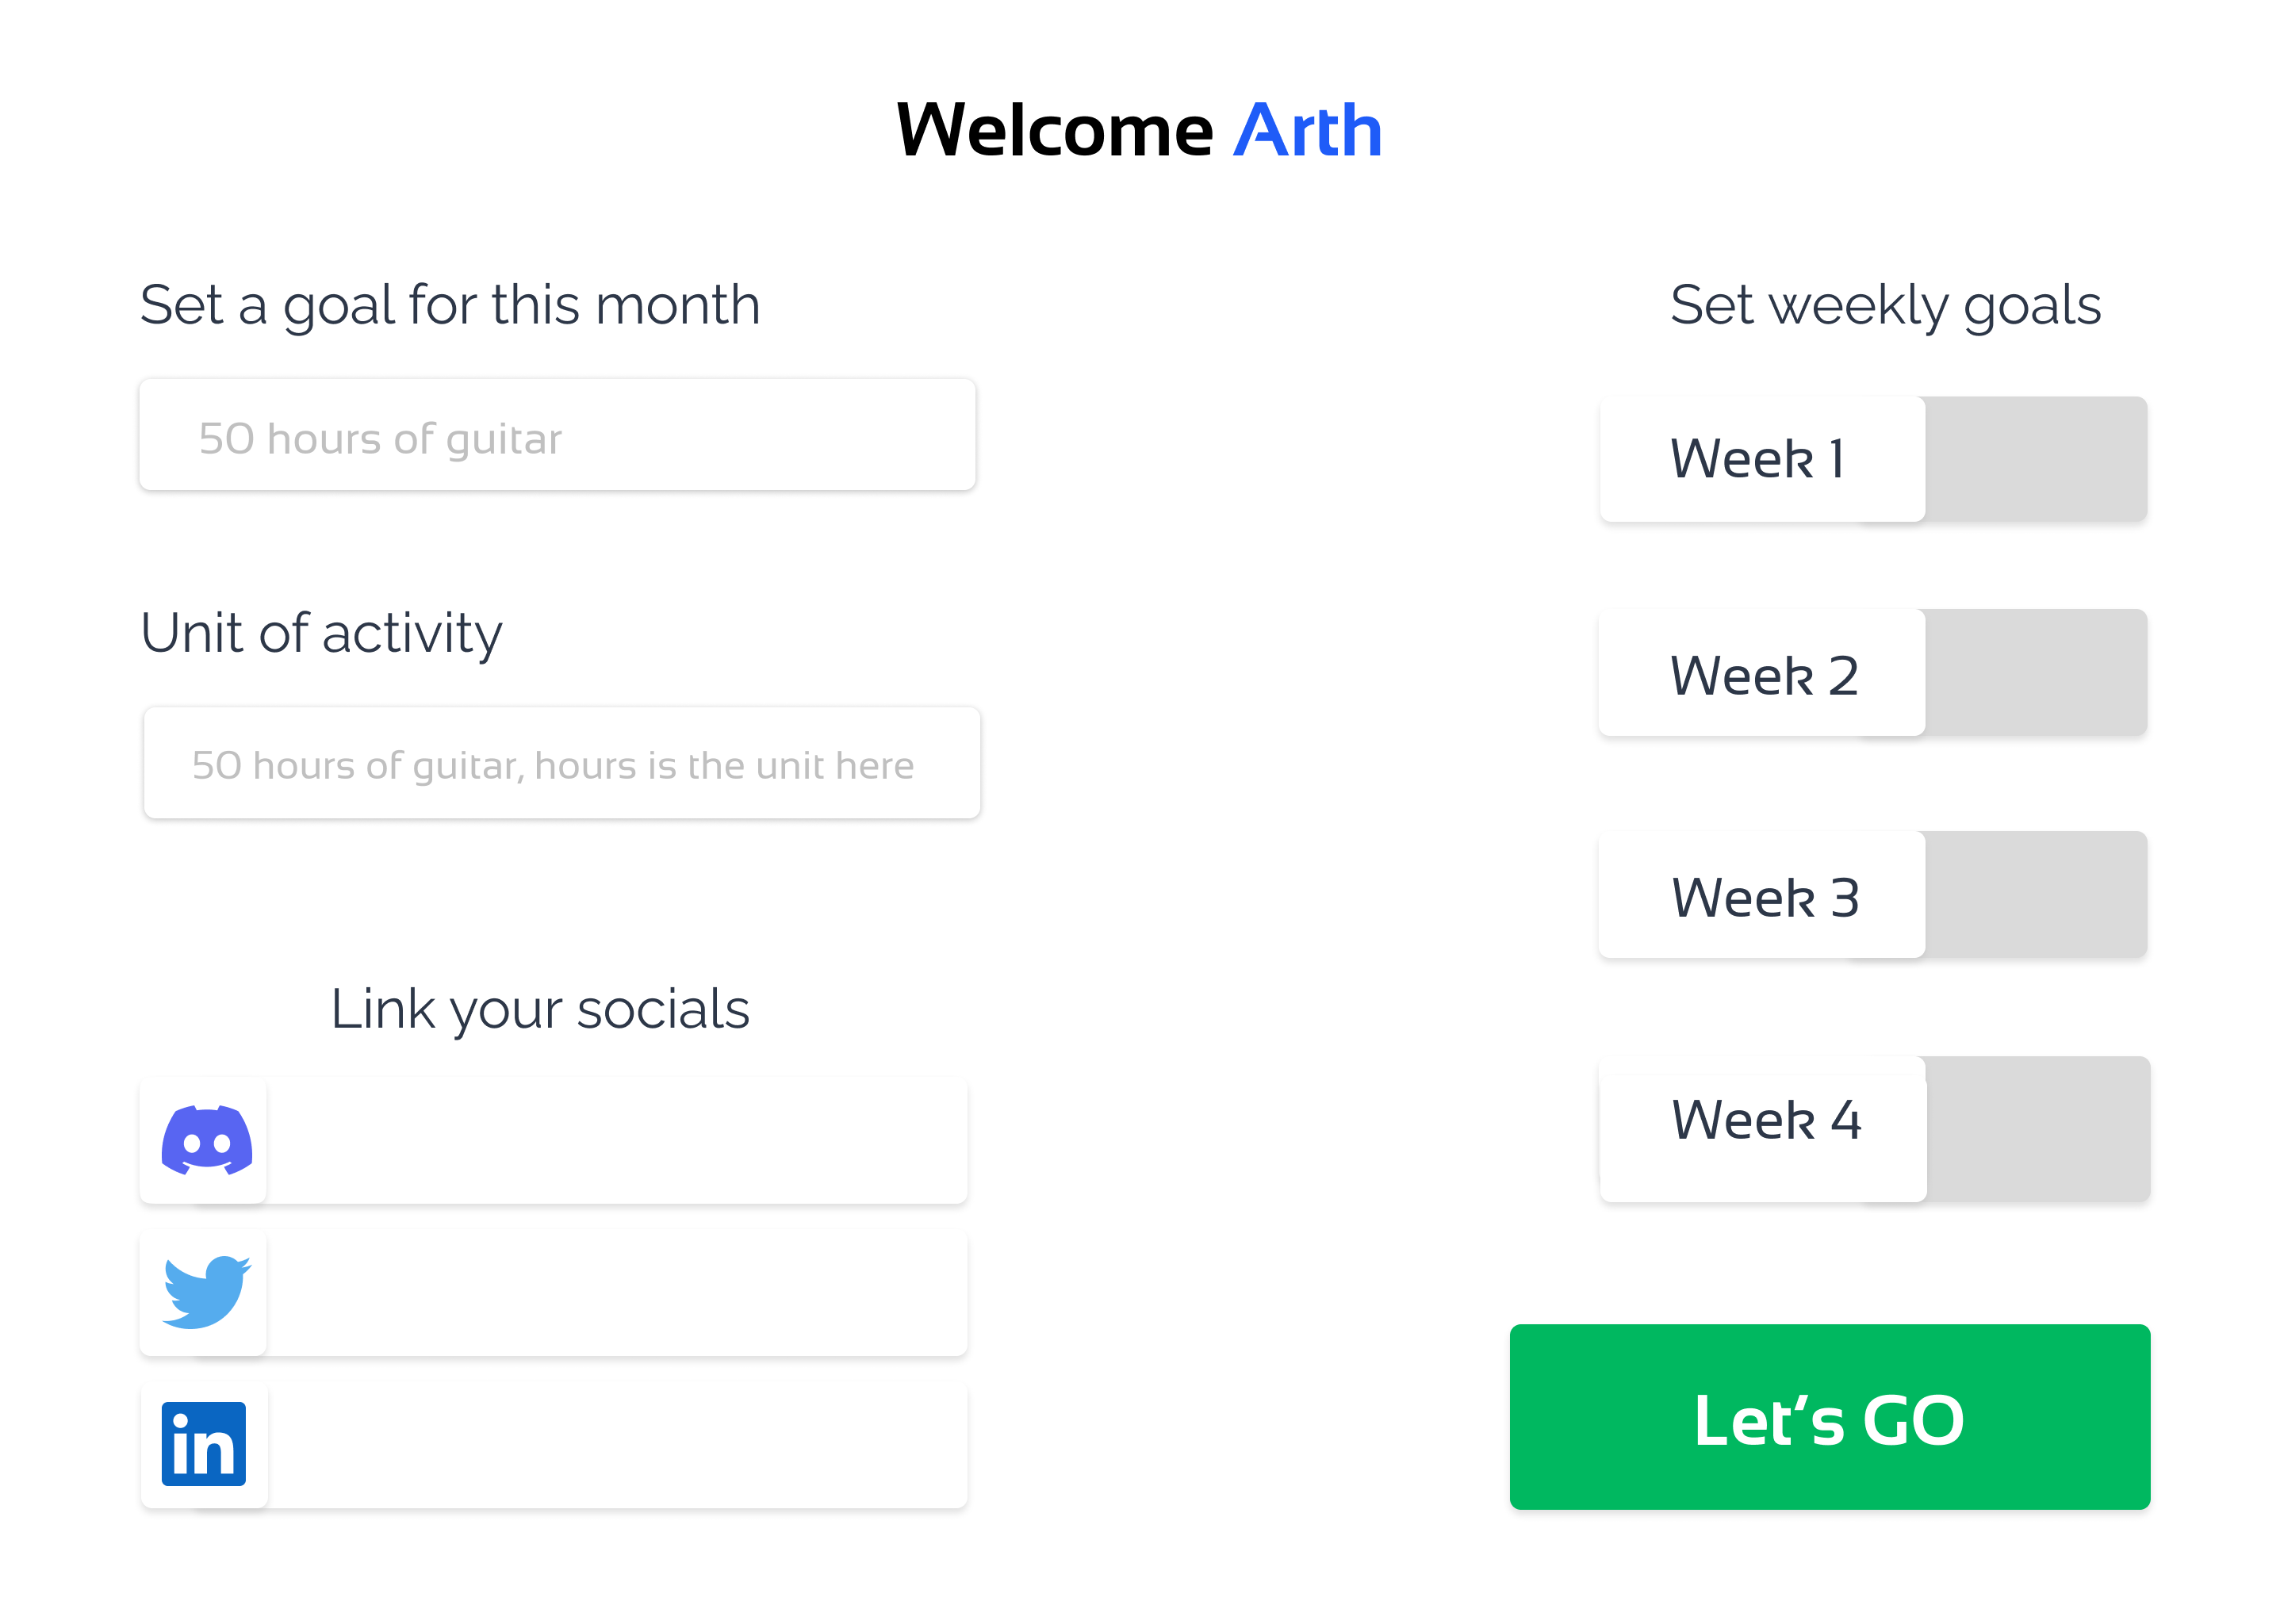 Welcome Arth
Set a goal for this month
50 hours of guitar
Unit of activity
50 hours of guitar, hours is the unit here
Link your socials
in
Set weekly goals
Week 1
Week 2
Week 3
Week 4
Let's GO